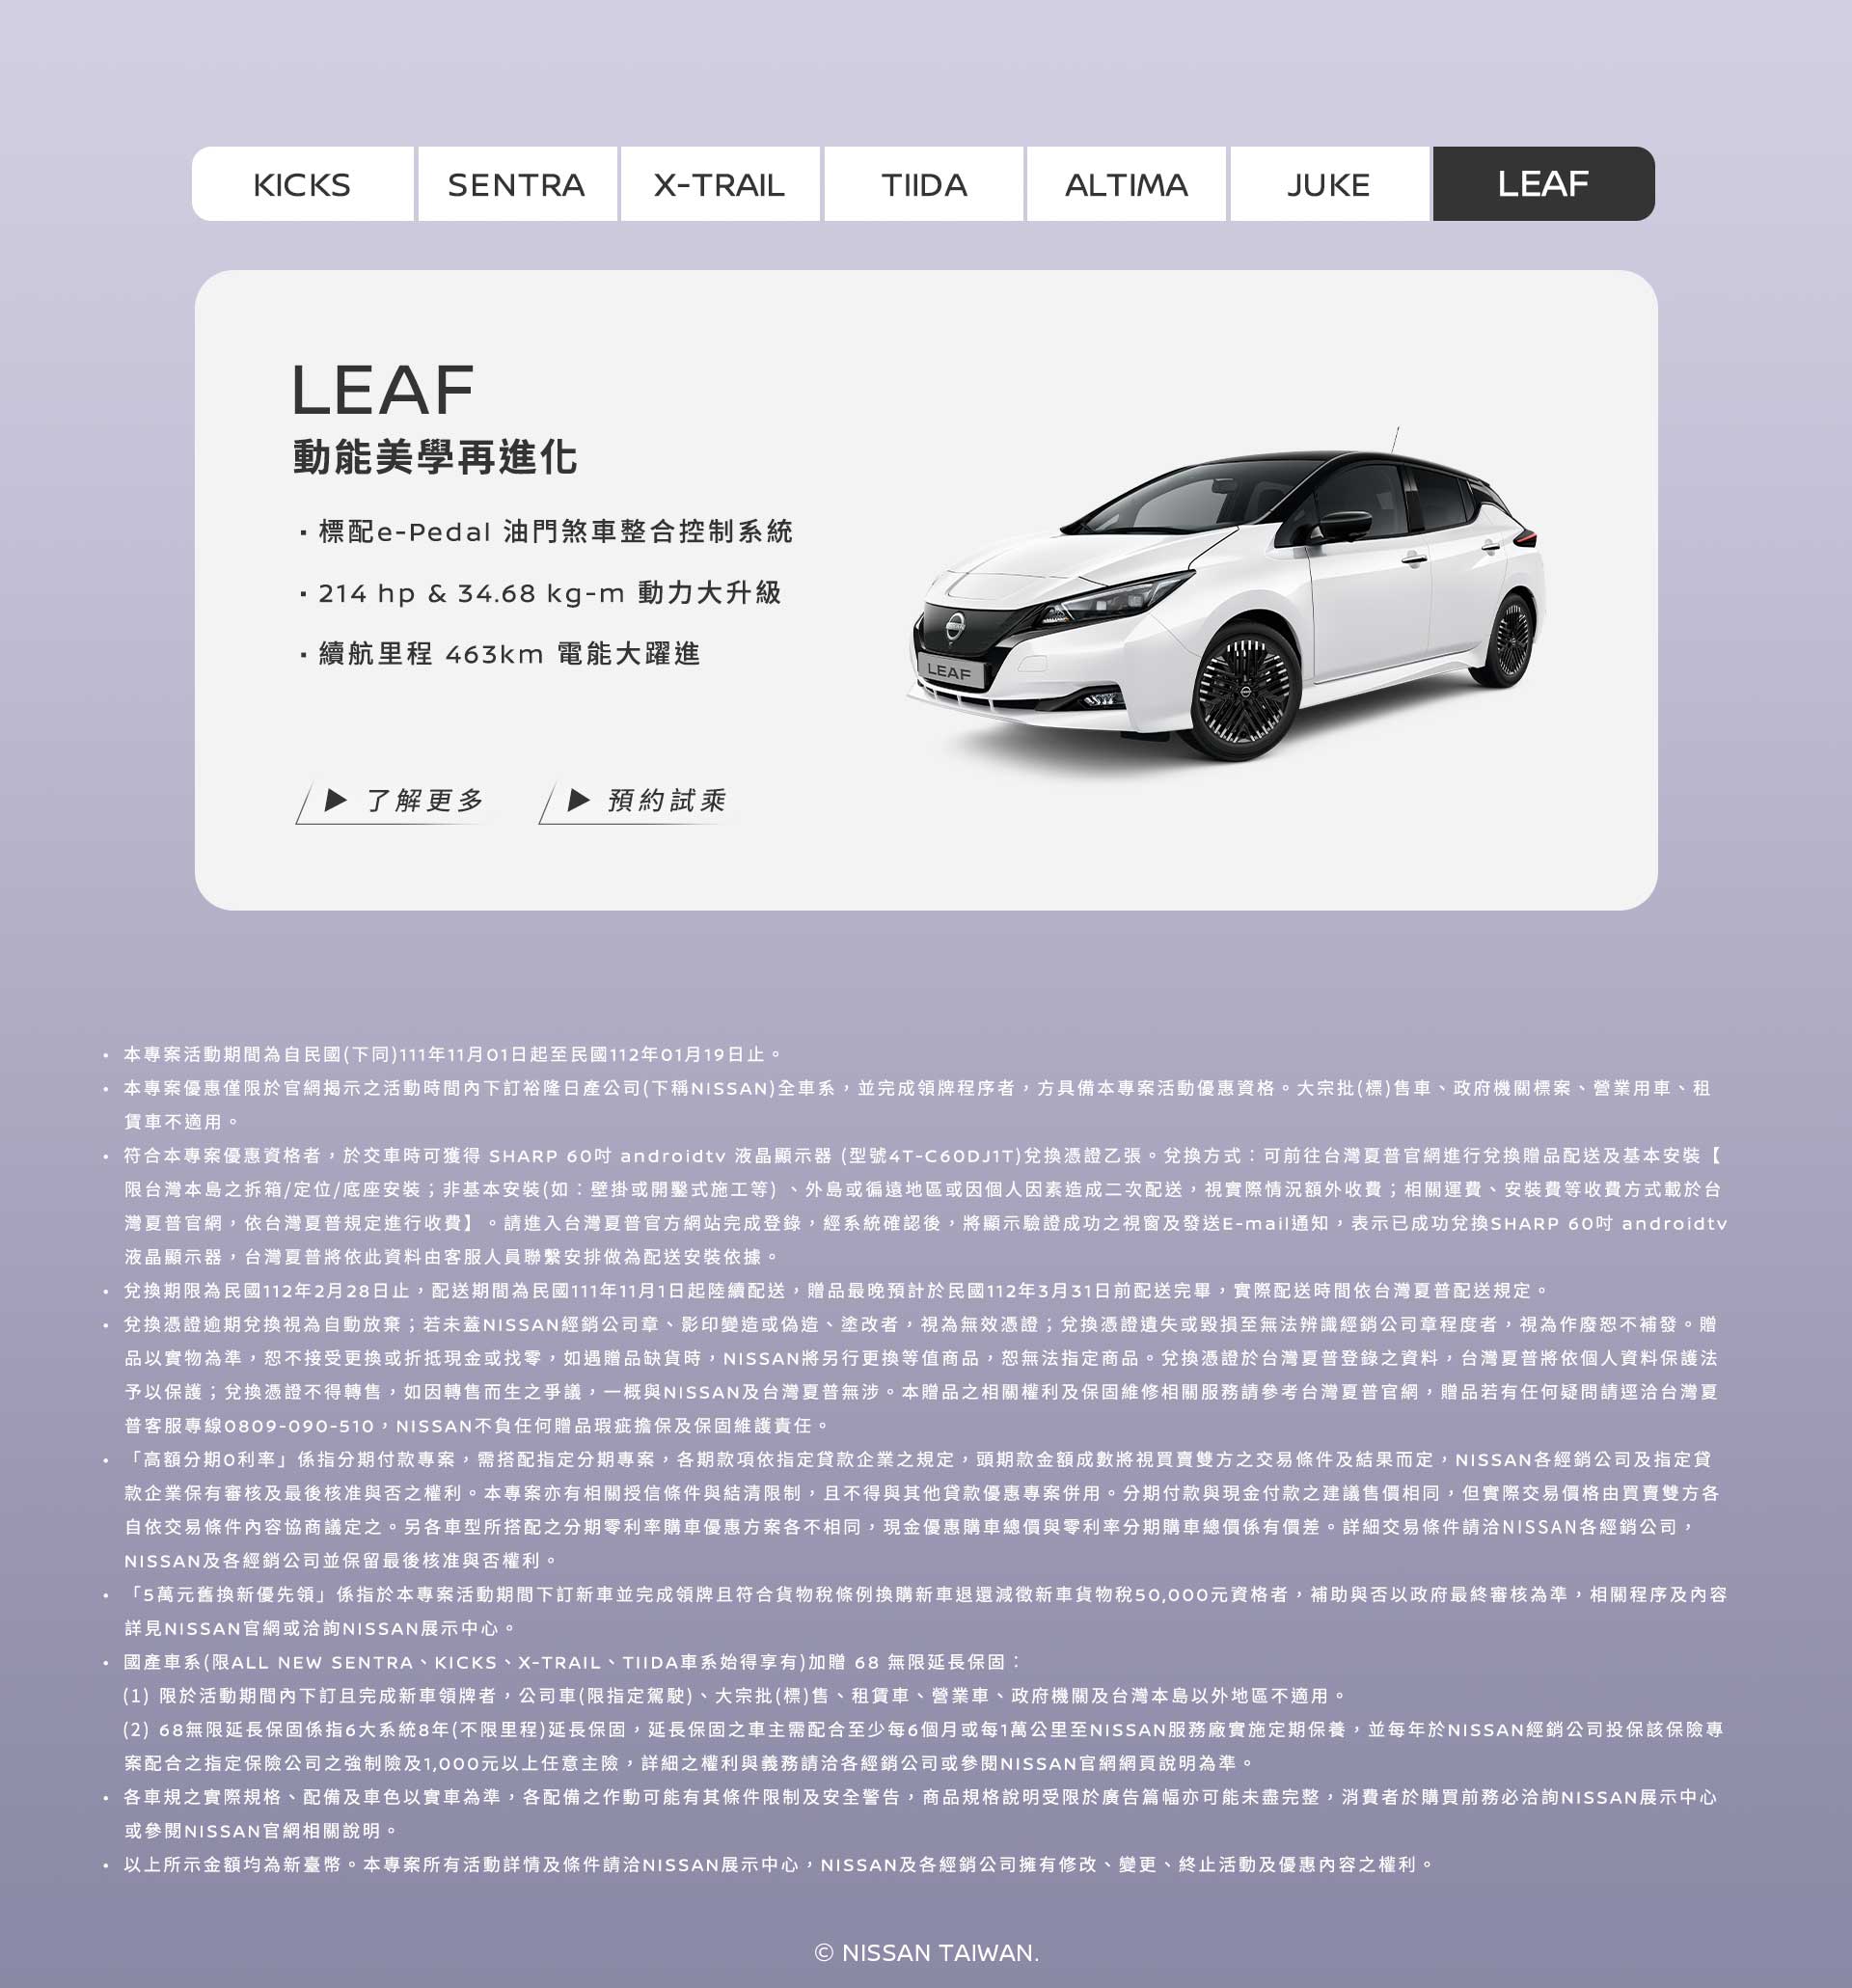 KICKS
SENTRA
X-TRAIL
TIIDA
ALTIMA
JUKE
LEAF
LEAF
動能美學再進化
▪ 標配e-Pedal 油門煞車整合控制系統
▪ 214 hp & 34.68 kg-m 動力大升級
▪ 續航里程 463km 電能大躍進
LEAF
▶ 了解更多
▶ 預約試乘
• 本專案活動期間為自民國(下同)111年11月01日起至民國112年01月19日止。
• 本專案優惠僅限於官網揭示之活動時間內下訂裕隆日產公司(下稱NISSAN)全車系，並完成領牌程序者，方具備本專案活動優惠資格。大宗批(標)售車、政府機關標案、營業用車、租
賃車不適用。
• 符合本專案優惠資格者，於交車時可獲得 SHARP 60吋 androidtv 液晶顯示器 (型號4T-C60DJ1T)兌換憑證乙張。兌換方式：可前往台灣夏普官網進行兌換贈品配送及基本安裝【
限台灣本島之拆箱/定位/底座安裝；非基本安裝(如：壁掛或開鑿式施工等) 、外島或偏遠地區或因個人因素造成二次配送，視實際情況額外收費；相關運費、安裝費等收費方式載於台
灣夏普官網，依台灣夏普規定進行收費】 。請進入台灣夏普官方網站完成登錄，經系統確認後，將顯示驗證成功之視窗及發送E-mail通知，表示已成功兌換SHARP 60吋 androidtv
液晶顯示器，台灣夏普將依此資料由客服人員聯繫安排做為配送安裝依據。
• 兌換期限為民國112年2月28日止，配送期間為民國111年11月1日起陸續配送，贈品最晚預計於民國112年3月31日前配送完畢，實際配送時間依台灣夏普配送規定。
• 兌換憑證逾期兌換視為自動放棄；若未蓋NISSAN經銷公司章、影印變造或偽造、塗改者，視為無效憑證；兌換憑證遺失或毀損至無法辨識經銷公司章程度者，視為作廢恕不補發。贈
品以實物為準，恕不接受更換或折抵現金或找零，如遇贈品缺貨時，NISSAN將另行更換等值商品，恕無法指定商品。兌換憑證於台灣夏普登錄之資料，台灣夏普將依個人資料保護法
予以保護；兌換憑證不得轉售，如因轉售而生之爭議，一概與NISSAN及台灣夏普無涉。本贈品之相關權利及保固維修相關服務請參考台灣夏普官網，贈品若有任何疑問請逕洽台灣夏
普客服專線0809-090-510，NISSAN不負任何贈品瑕疵擔保及保固維護責任。
• 「高額分期0利率」係指分期付款專案，需搭配指定分期專案，各期款項依指定貸款企業之規定，頭期款金額成數將視買賣雙方之交易條件及結果而定，NISSAN各經銷公司及指定貸
款企業保有審核及最後核准與否之權利。本專案亦有相關授信條件與結清限制，且不得與其他貸款優惠專案併用。分期付款與現金付款之建議售價相同，但實際交易價格由買賣雙方各
自依交易條件內容協商議定之。另各車型所搭配之分期零利率購車優惠方案各不相同，現金優惠購車總價與零利率分期購車總價係有價差。詳細交易條件請洽NISSAN各經銷公司，
NISSAN及各經銷公司並保留最後核准與否權利。
• 「5萬元舊換新優先領」係指於本專案活動期間下訂新車並完成領牌且符合貨物稅條例換購新車退還減徵新車貨物稅50,000元資格者，補助與否以政府最終審核為準，相關程序及內容
詳見NISSAN官網或洽詢NISSAN展示中心。
• 國產車系(限ALL NEW SENTRA、KICKS、X-TRAIL、TIIDA車系始得享有)加贈 68 無限延長保固：
(1) 限於活動期間內下訂且完成新車領牌者，公司車(限指定駕駛)、大宗批(標)售、租賃車、營業車、政府機關及台灣本島以外地區不適用。
(2) 68無限延長保固係指6大系統8年(不限里程)延長保固，延長保固之車主需配合至少每6個月或每1萬公里至NISSAN服務廠實施定期保養，並每年於NISSAN經銷公司投保該保險專
案配合之指定保險公司之強制險及1,000元以上任意主險，詳細之權利與義務請洽各經銷公司或參閱NISSAN官網網頁說明為準。
• 各車規之實際規格、配備及車色以實車為準，各配備之作動可能有其條件限制及安全警告，商品規格說明受限於廣告篇幅亦可能未盡完整，消費者於購買前務必洽詢NISSAN展示中心
或參閱NISSAN官網相關說明。
• 以上所示金額均為新臺幣。本專案所有活動詳情及條件請洽NISSAN展示中心，NISSAN及各經銷公司擁有修改、變更、終止活動及優惠內容之權利。
© NISSAN TAIWAN.